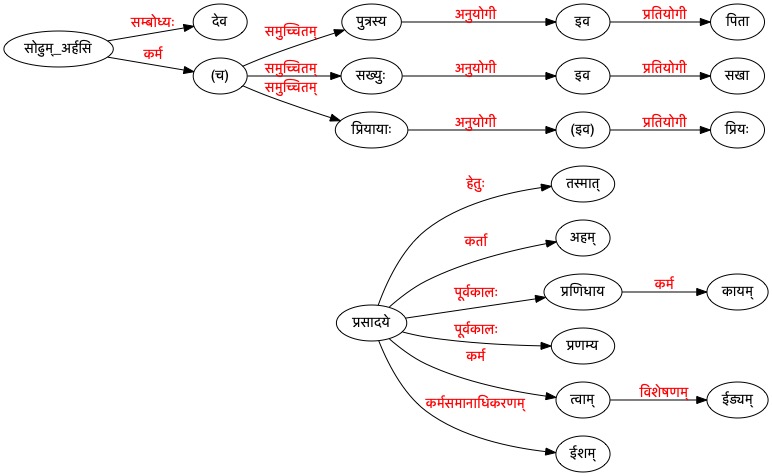 सम्बोध्यः देव
सोढुम्_अर्हसि
कर्म (च)
समुच्चितम् पुत्रस्य अनुयोगी इव प्रतियोगी पिता
समुच्चितम् सख्युः अनुयोगी इव प्रतियोगी सखा
समुच्चितम् प्रियायाः अनुयोगी (इव) प्रतियोगी प्रियः
हेतुः तस्मात्
कर्ता अहम्
पूर्वकालः प्रणिधाय कर्म कायम्
प्रसादये
पूर्वकालः प्रणम्य
कर्म त्वाम् विशेषणम् ईड्यम्
कर्मसमानाधिकरणम् ईशम्